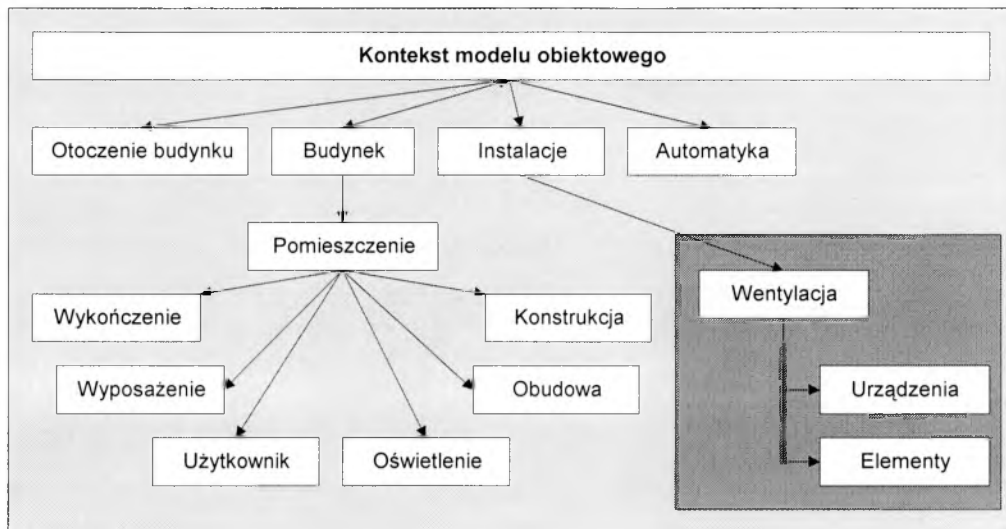 Kontekst modelu obiektowego
Otoczenie budynku
Budynek
Instalacje
Automatyka
Pomieszczenie
Wentylacja
Wykończenie
Konstrukcja
Wyposażenie
Obudowa
Urządzenia
Użytkownik
Oświetlenie
Elementy